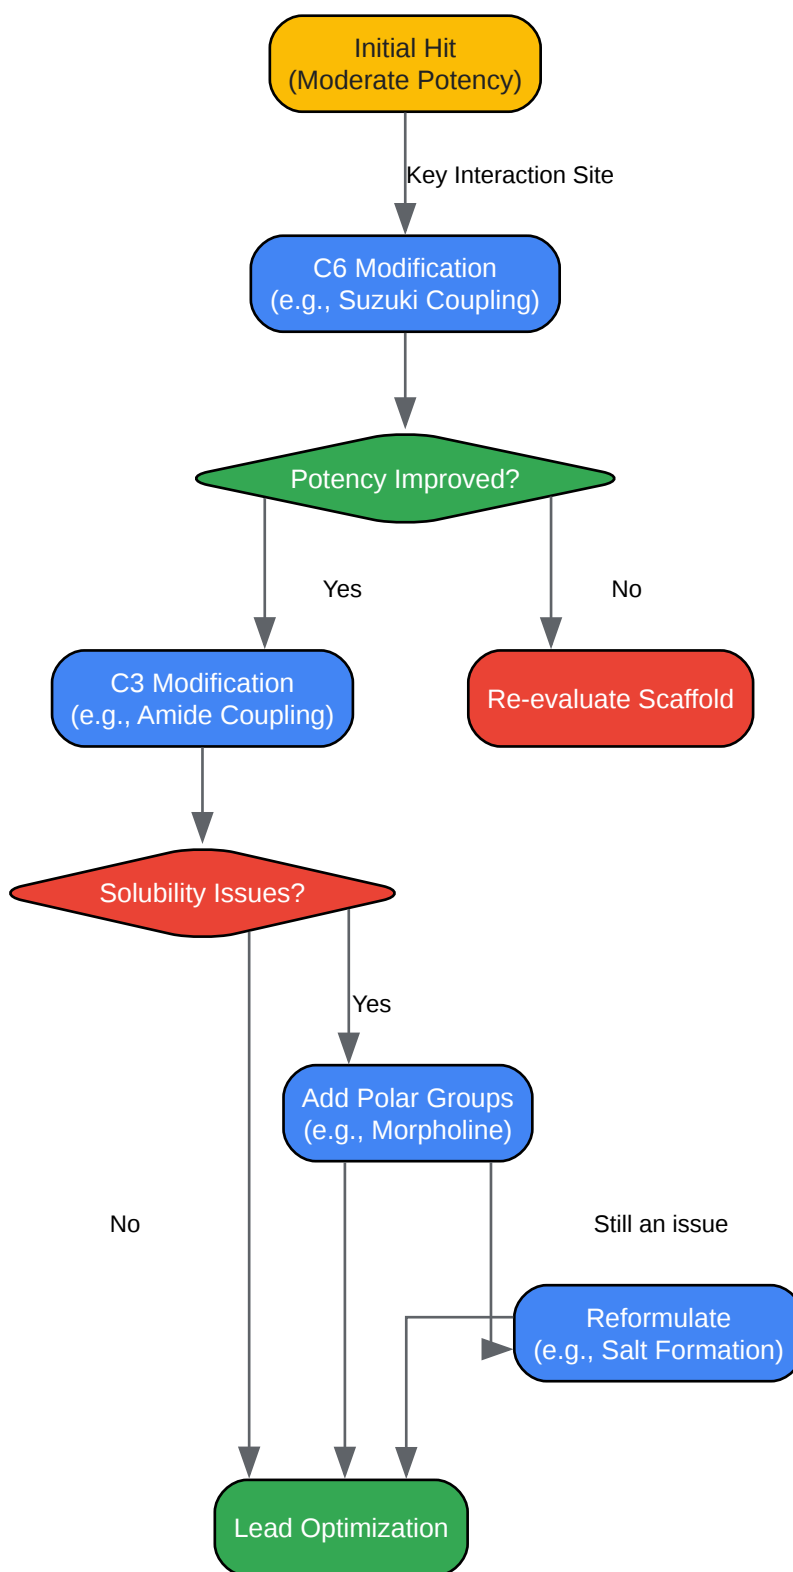 Initial Hit
(Moderate Potency)
Key Interaction Site
C6 Modification
(e.g., Suzuki Coupling)
Potency Improved?
Yes
No
C3 Modification
(e.g., Amide Coupling)
Re-evaluate Scaffold
Solubility Issues?
Yes
Add Polar Groups
(e.g., Morpholine)
No
Still an issue
Reformulate
(e.g., Salt Formation)
Lead Optimization